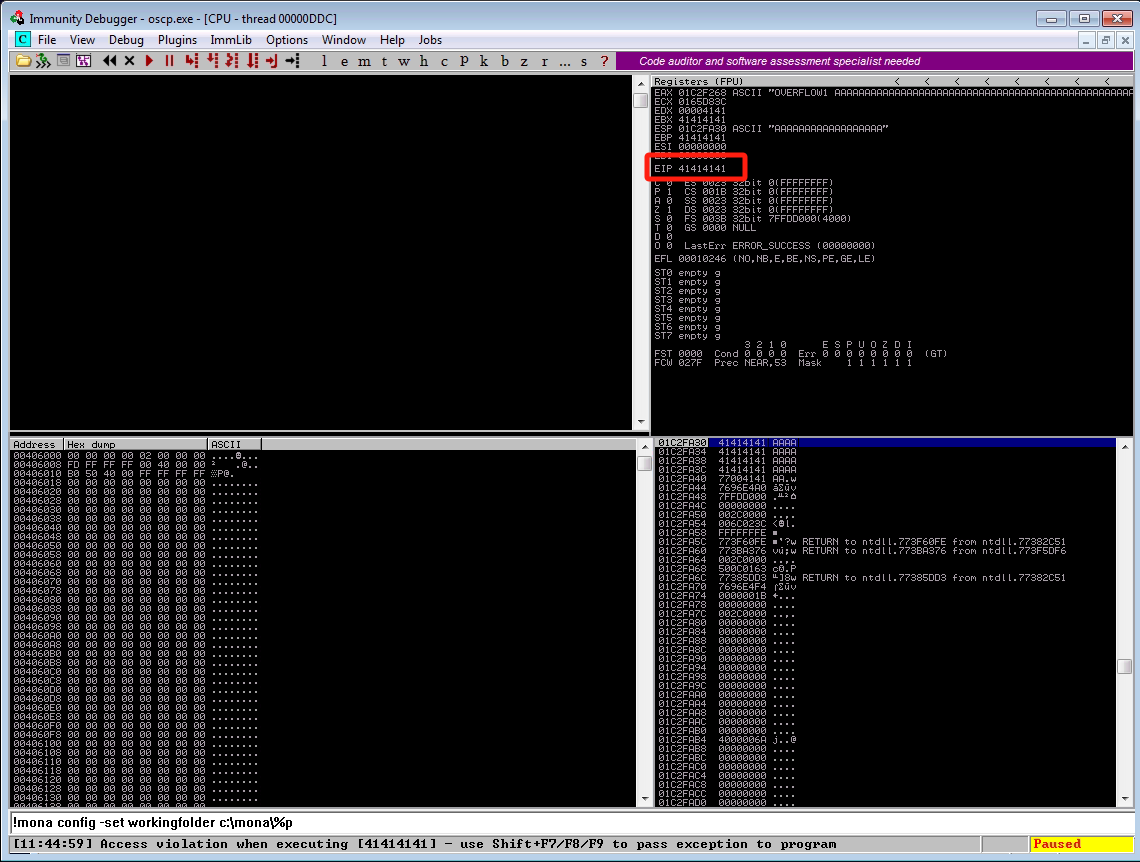 Immunity Debugger - oscp.exe - [CPU - thread 00000DDC]
C File View Debug Plugins ImmLib Options Window Help Jobs
l e m t w h c P k b z r ... s ? Code auditor and software assessment specialist needed
Registers (FPU) < < < < < < < <
EAX 01C2F268 ASCII "OVERFLOW1 AAAAAAAAAAAAAAAAAAAAAAAAAAAAAAAAAAAAAAAAAAAAAAAAAA
ECX 0165D83C
EDX 00004141
EBX 41414141
ESP 01C2FA30 ASCII "AAAAAAAAAAAAAAAAAA"
EBP 41414141
ESI 00000000
EDI 00000000
EIP 41414141
C 0 ES 0023 32bit 0(FFFFFFFF)
P 1 CS 001B 32bit 0(FFFFFFFF)
A 0 SS 0023 32bit 0(FFFFFFFF)
Z 1 DS 0023 32bit 0(FFFFFFFF)
S 0 FS 003B 32bit 7FFDD000(4000)
T 0 GS 0000 NULL
D 0
O 0 LastErr ERROR_SUCCESS (00000000)
EFL 00010246 (NO,NB,E,BE,NS,PE,GE,LE)
ST0 empty g
ST1 empty g
ST2 empty g
ST3 empty g
ST4 empty g
ST5 empty g
ST6 empty g
ST7 empty g
3 2 1 0 E S P U O Z D I
FST 0000 Cond 0 0 0 0 Err 0 0 0 0 0 0 0 0 (GT)
FCW 027F Prec NEAR,53 Mask 1 1 1 1 1 1
Address Hex dump ASCII
00406000 00 00 00 00 02 00 00 00
00406008 FD FF FF FF 00 40 00 00
00406010 B0 50 40 00 FF FF FF FF
00406018 00 00 00 00 00 00 00 00 ........
00406020 00 00 00 00 00 00 00 00 ........
00406028 00 00 00 00 00 00 00 00 ........
00406030 00 00 00 00 00 00 00 00 ........
00406038 00 00 00 00 00 00 00 00 ........
00406040 00 00 00 00 00 00 00 00 ........
00406048 00 00 00 00 00 00 00 00 ........
00406050 00 00 00 00 00 00 00 00 ........
00406058 00 00 00 00 00 00 00 00 ........
00406060 00 00 00 00 00 00 00 00 ........
00406068 00 00 00 00 00 00 00 00 ........
00406070 00 00 00 00 00 00 00 00 ........
00406078 00 00 00 00 00 00 00 00 ........
00406080 00 00 00 00 00 00 00 00 ........
00406088 00 00 00 00 00 00 00 00 ........
00406090 00 00 00 00 00 00 00 00 ........
00406098 00 00 00 00 00 00 00 00 ........
004060A0 00 00 00 00 00 00 00 00 ........
004060A8 00 00 00 00 00 00 00 00 ........
004060B0 00 00 00 00 00 00 00 00 ........
004060B8 00 00 00 00 00 00 00 00 ........
004060C0 00 00 00 00 00 00 00 00 ........
004060C8 00 00 00 00 00 00 00 00 ........
004060D0 00 00 00 00 00 00 00 00 ........
004060D8 00 00 00 00 00 00 00 00 ........
004060E0 00 00 00 00 00 00 00 00 ........
004060E8 00 00 00 00 00 00 00 00 ........
004060F0 00 00 00 00 00 00 00 00 ........
004060F8 00 00 00 00 00 00 00 00 ........
00406100 00 00 00 00 00 00 00 00 ........
00406108 00 00 00 00 00 00 00 00 ........
00406110 00 00 00 00 00 00 00 00 ........
00406118 00 00 00 00 00 00 00 00 ........
00406120 00 00 00 00 00 00 00 00 ........
00406128 00 00 00 00 00 00 00 00 ........
00406130 00 00 00 00 00 00 00 00 ........
01C2FA30 41414141 AAAA
01C2FA34 41414141 AAAA
01C2FA38 41414141 AAAA
01C2FA3C 41414141 AAAA
01C2FA40 77004141 AA.w
01C2FA44 7696E4A0
01C2FA48 7FFDD000
01C2FA4C 00000000 ....
01C2FA50 002C0000 ..,.
01C2FA54 006C023C
01C2FA58 FFFFFFFE
01C2FA5C 773F60FE RETURN to ntdll.773F60FE from ntdll.77382C51
01C2FA60 773BA376 RETURN to ntdll.773BA376 from ntdll.773F5DF6
01C2FA64 002C0000 ..,.
01C2FA68 500C0163
01C2FA6C 77385DD3 RETURN to ntdll.77385DD3 from ntdll.77382C51
01C2FA70 7696E4F4
01C2FA74 0000001B
01C2FA78 00000000 ....
01C2FA7C 002C0000 ..,.
01C2FA80 00000000 ....
01C2FA84 00000000 ....
01C2FA88 00000000 ....
01C2FA8C 00000000 ....
01C2FA90 00000000 ....
01C2FA94 00000000 ....
01C2FA98 00000000 ....
01C2FA9C 00000000 ....
01C2FAA0 00000000 ....
01C2FAA4 00000000 ....
01C2FAA8 00000000 ....
01C2FAAC 00000000 ....
01C2FAB0 00000000 ....
01C2FAB4 4000006A j..@
01C2FAB8 00000000 ....
01C2FABC 00000000 ....
01C2FAC0 00000000 ....
01C2FAC4 00000000 ....
01C2FAC8 00000000 ....
01C2FACC 00000000 ....
01C2FAD0 00000000 ....
!mona config -set workingfolder c:\mona\%p
[11:44:59] Access violation when executing [41414141] - use Shift+F7/F8/F9 to pass exception to program
Paused